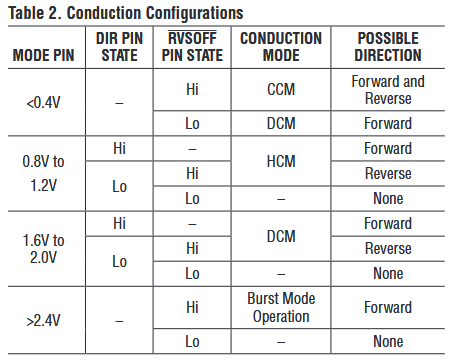 Table 2. Conduction Configurations
MODE PIN DIR PIN STATE RVSOFF PIN STATE CONDUCTION MODE POSSIBLE DIRECTION
<0.4V – Hi CCM Forward and Reverse
Lo DCM Forward
0.8V to 1.2V Hi – HCM Forward
Lo Hi Reverse
Lo – None
1.6V to 2.0V Hi – DCM Forward
Lo Hi Reverse
Lo – None
>2.4V – Hi Burst Mode Operation Forward
Lo – None